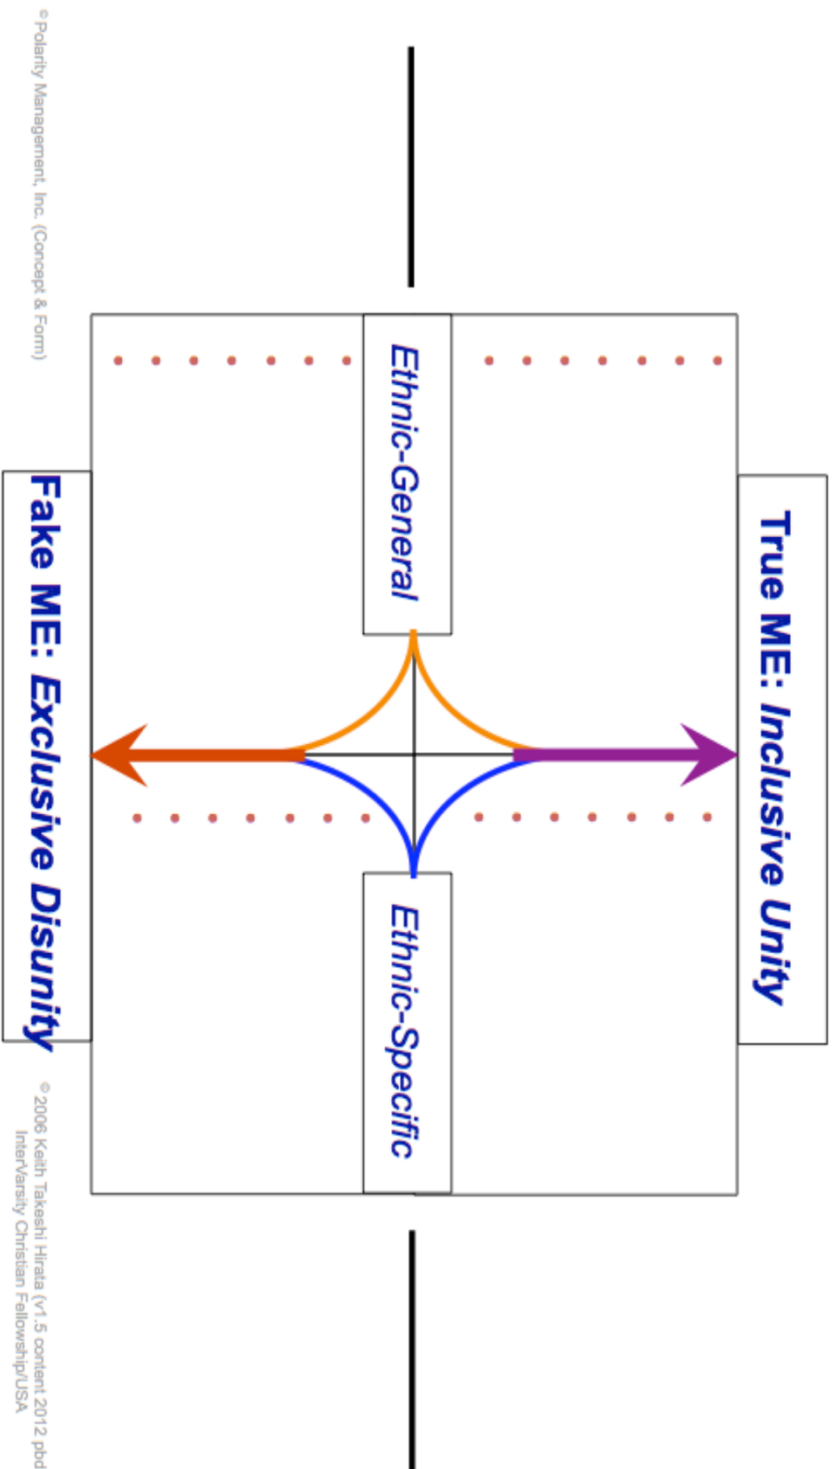 True ME: Inclusive Unity
Ethnic-General
Ethnic-Specific
Fake ME: Exclusive Disunity
©Polarity Management, Inc. (Concept & Form)
© 2006 Keith Takeshi Hirata (v1.5 content 2012 pbd
InterVarsity Christian Fellowship/USA